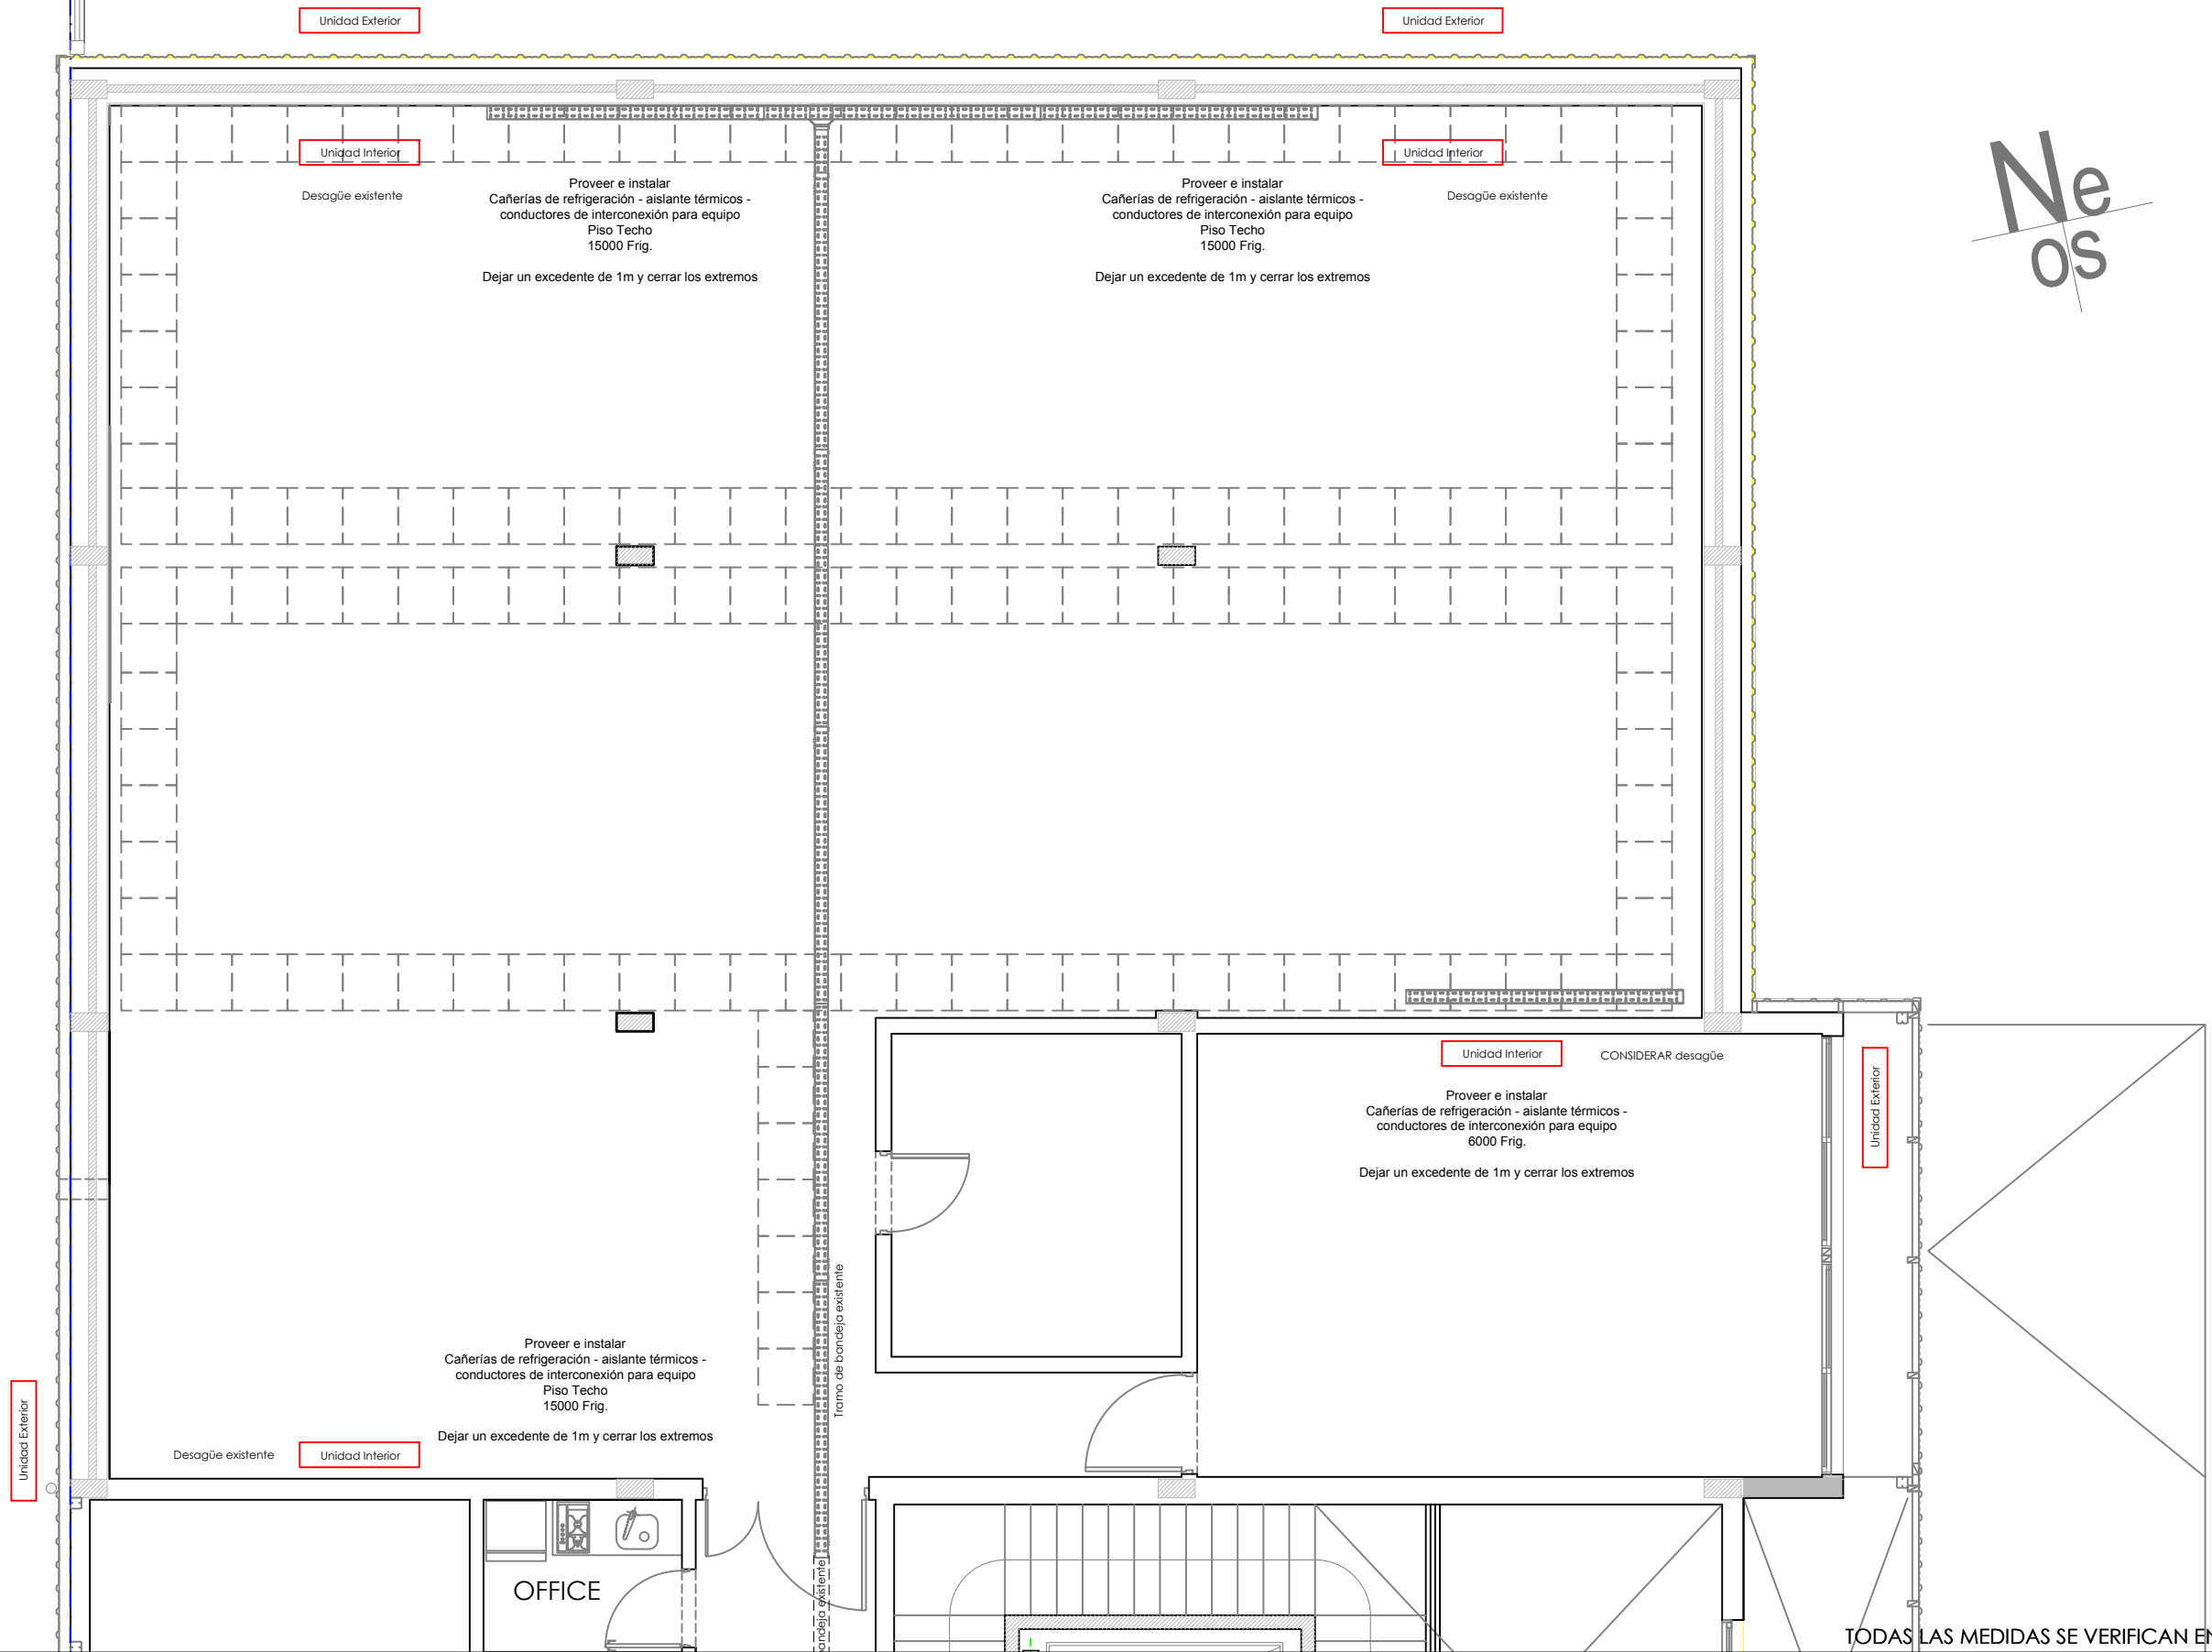 Unidad Exterior
Unidad Exterior
Unidad Interior
Unidad Interior
Desagüe existente
Proveer e instalar
Cañerías de refrigeración - aislante térmicos -
conductores de interconexión para equipo
Piso Techo
15000 Frig.
Dejar un excedente de 1m y cerrar los extremos
Proveer e instalar
Cañerías de refrigeración - aislante térmicos -
conductores de interconexión para equipo
Piso Techo
15000 Frig.
Dejar un excedente de 1m y cerrar los extremos
Desagüe existente
N e
o s
Unidad Interior
CONSIDERAR desagüe
Unidad Exterior
Proveer e instalar
Cañerías de refrigeración - aislante térmicos -
conductores de interconexión para equipo
6000 Frig.
Dejar un excedente de 1m y cerrar los extremos
Tramo de bandeja existente
Proveer e instalar
Cañerías de refrigeración - aislante térmicos -
conductores de interconexión para equipo
Piso Techo
15000 Frig.
Dejar un excedente de 1m y cerrar los extremos
Unidad Exterior
Desagüe existente
Unidad Interior
OFFICE
andeja existente
TODAS LAS MEDIDAS SE VERIFICAN EN